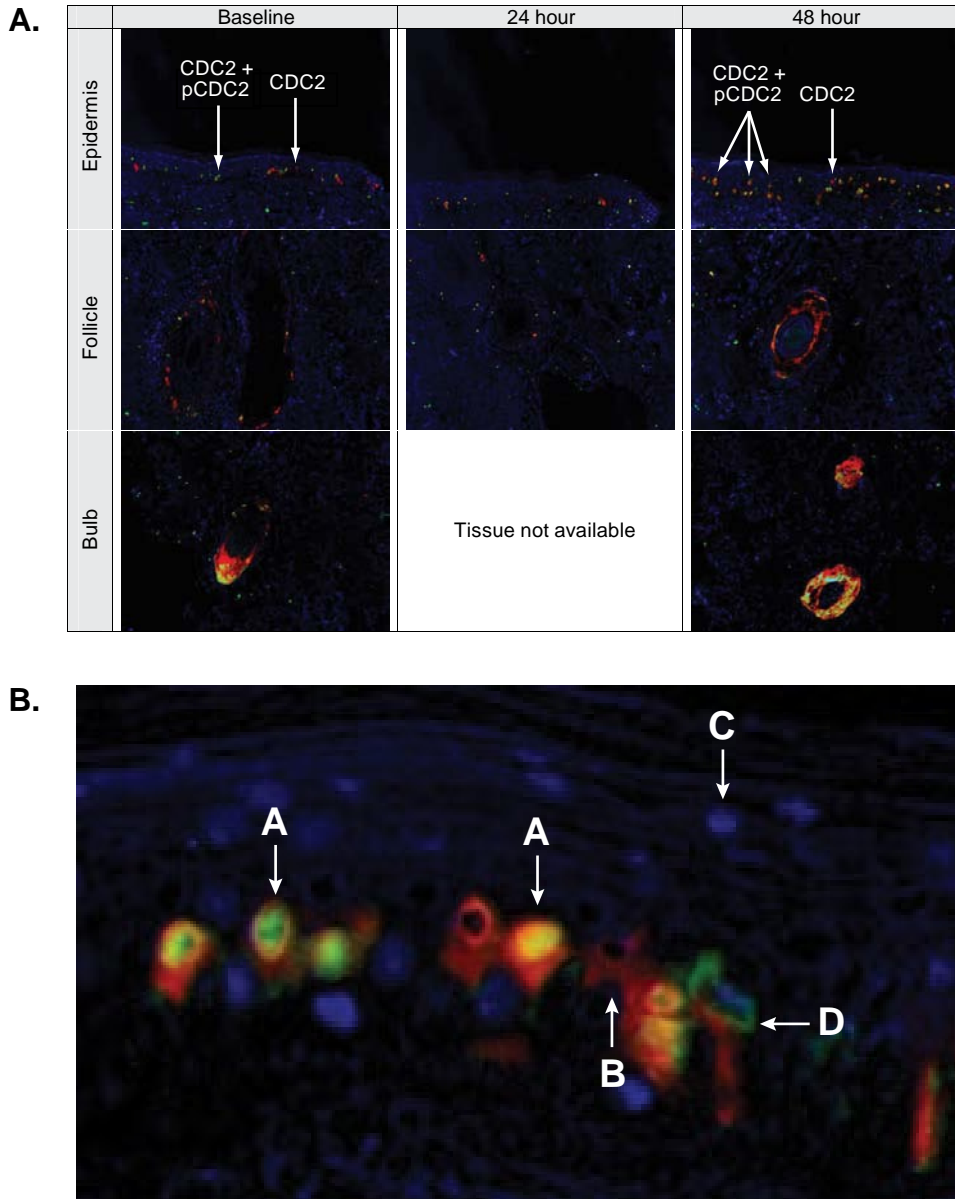 A.
Baseline 24 hour 48 hour
Epidermis
CDC2 +
pCDC2
CDC2
CDC2 +
pCDC2
CDC2
Follicle
Bulb
Tissue not available
B.
A
A
C
B
D